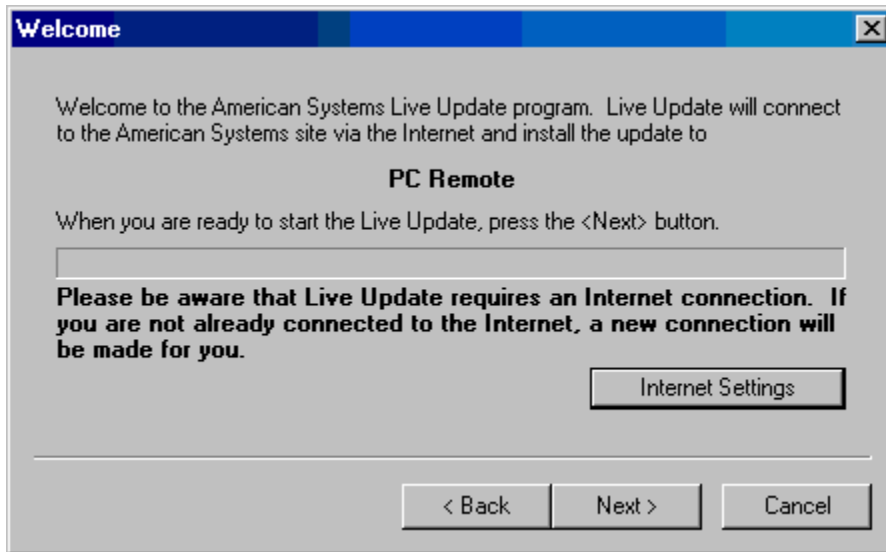 Welcome
Welcome to the American Systems Live Update program.  Live Update will connect
to the American Systems site via the Internet and install the update to
PC Remote
When you are ready to start the Live Update, press the <Next> button.
Please be aware that Live Update requires an Internet connection.  If
you are not already connected to the Internet, a new connection will
be made for you.
Internet Settings
< Back
Next >
Cancel